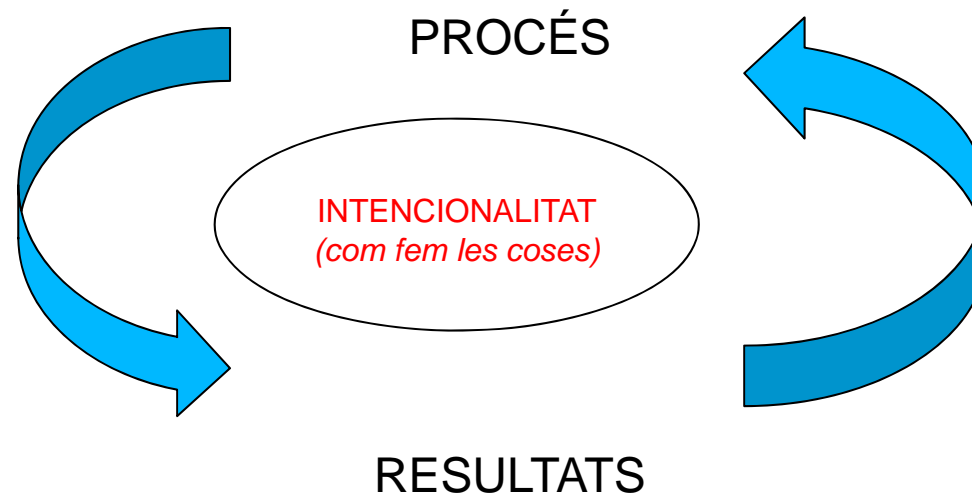 PROCÉS
INTENCIONALITAT
(com fem les coses)
RESULTATS